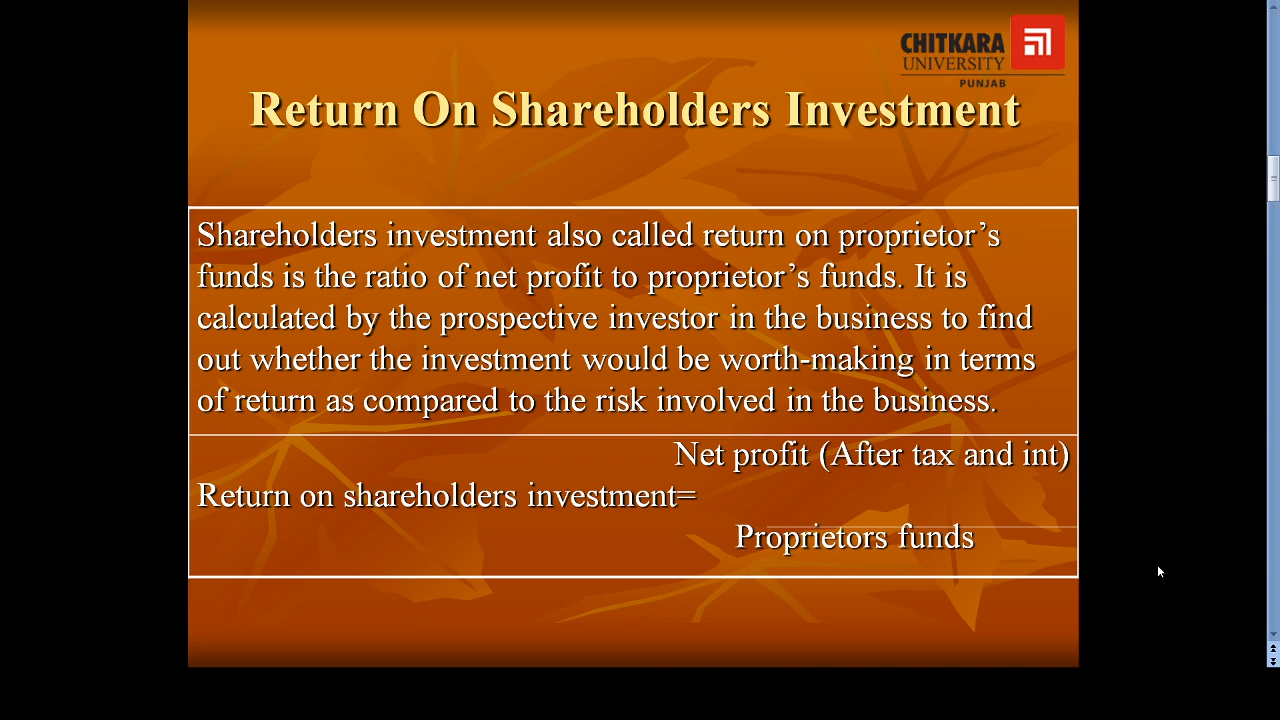 CHITKARA
UNIVERSITY
PUNJAB
Return On Shareholders Investment
Shareholders investment also called return on proprietor’s
funds is the ratio of net profit to proprietor’s funds. It is
calculated by the prospective investor in the business to find
out whether the investment would be worth-making in terms
of return as compared to the risk involved in the business.
Net profit (After tax and int)
Return on shareholders investment=
Proprietors funds